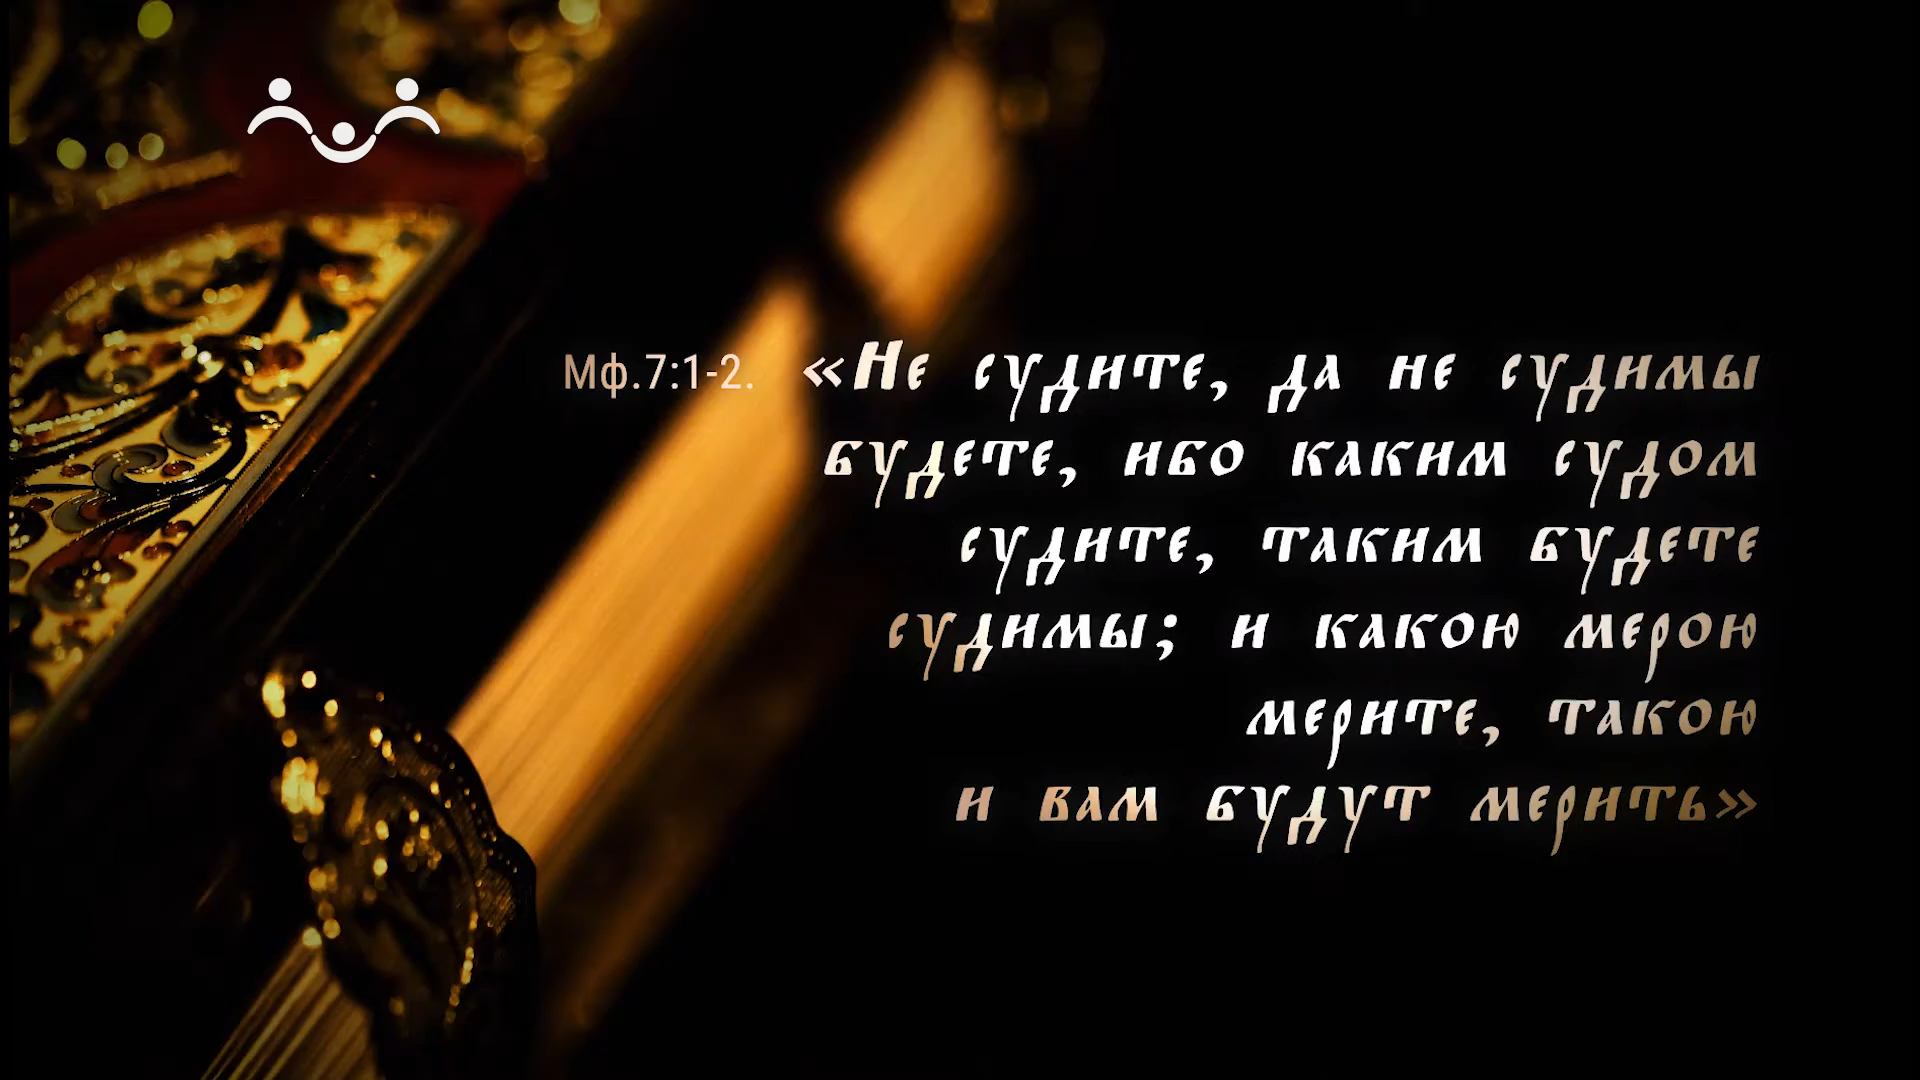 Мф.7:1-2. «Не судите, да не судимы
будете, ибо каким судом
судите, таким будете
судимы; и какою мерою
мерите, такою
и вам будут мерить»